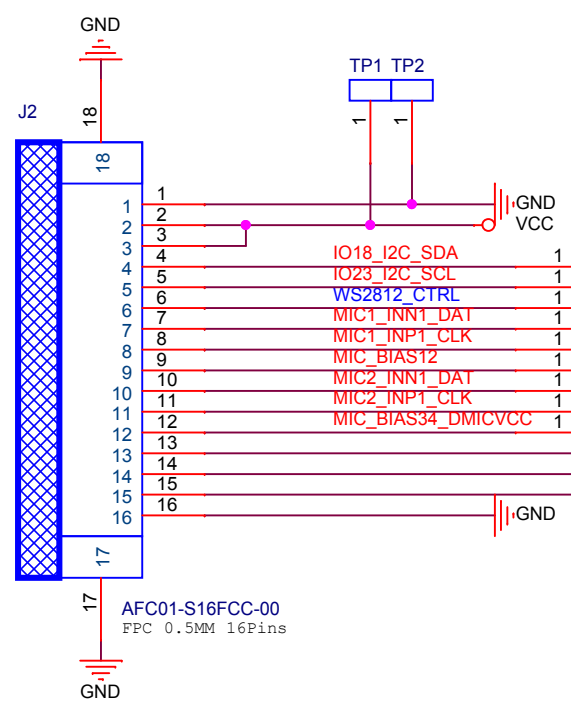 GND
J2
TP1 TP2
18
1
1
18
1
1
GND
2
2
VCC
3
3
4
IO18_I2C_SDA
1
4
5
IO23_I2C_SCL
1
5
6
WS2812_CTRL
1
6
7
MIC1_INN1_DAT
1
7
8
MIC1_INP1_CLK
1
8
9
MIC_BIAS12
1
9
10
MIC2_INN1_DAT
1
10
11
MIC2_INP1_CLK
1
11
12
MIC_BIAS34_DMICVCC
1
12
13
13
14
14
15
15
16
16
GND
17
17
AFC01-S16FCC-00
FPC 0.5MM 16Pins
GND